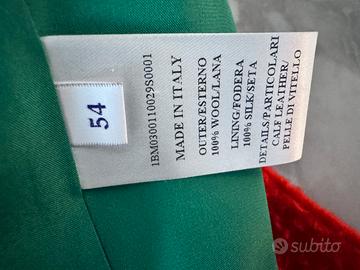 54
1BM0300110029S0001
MADE IN ITALY
OUTER/ESTERNO
100% WOOL/LANA
LINING/FODERA
100% SILK/SETA
DETAILS/PARTICOLARI
CALF LEATHER/
PELLE DI VITELLO
subito